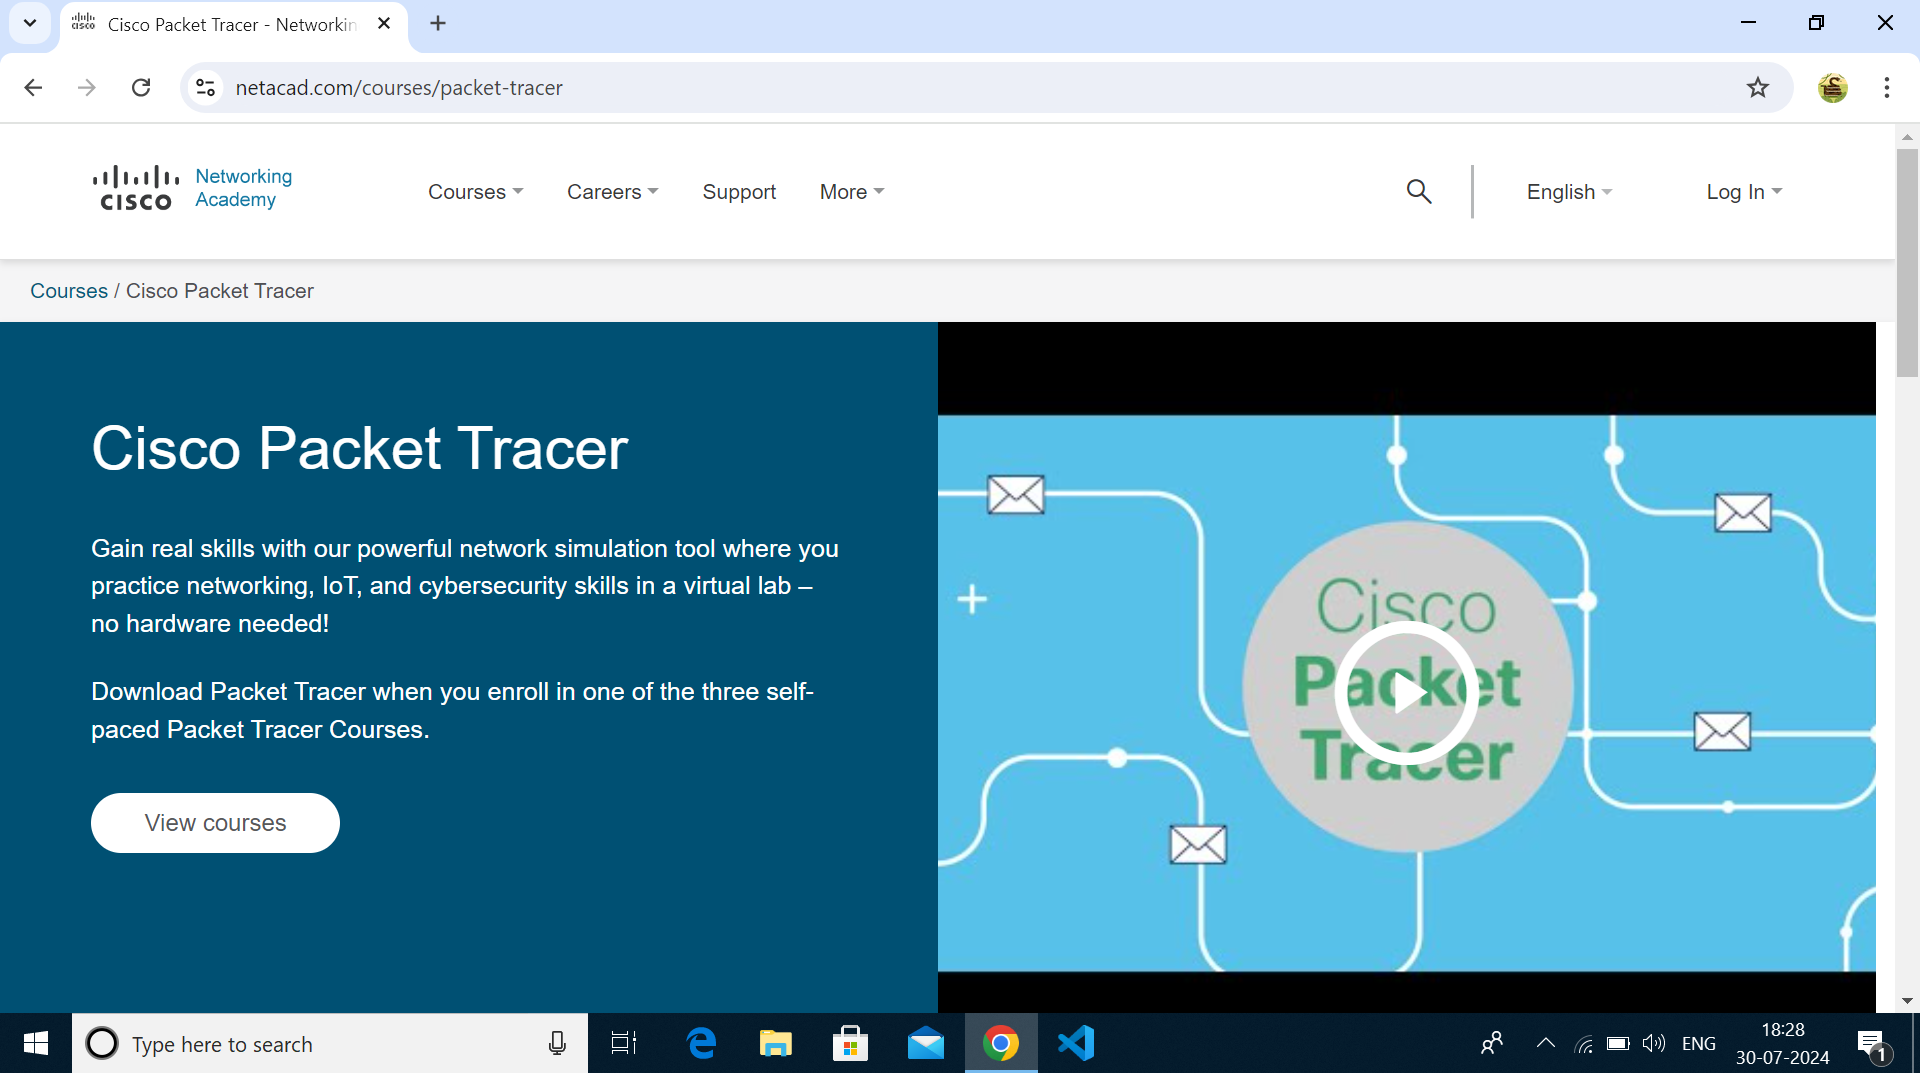 Cisco Packet Tracer - Networkin
netacad.com/courses/packet-tracer
CISCO
Networking
Academy
Courses
Careers
Support
More
English
Log In
Courses / Cisco Packet Tracer
Cisco Packet Tracer
Gain real skills with our powerful network simulation tool where you
practice networking, IoT, and cybersecurity skills in a virtual lab –
no hardware needed!
Download Packet Tracer when you enroll in one of the three self-
paced Packet Tracer Courses.
View courses
Cisco
Packet
Tracer
Type here to search
ENG
18:28
30-07-2024
1